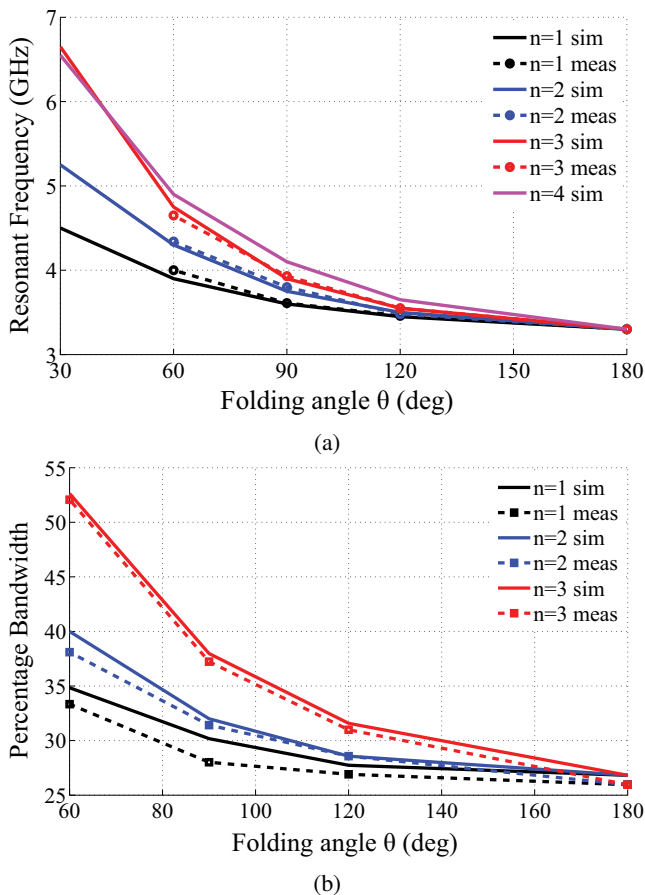 7
6
5
4
3
Resonant Frequency (GHz)
n=1 sim
n=1 meas
n=2 sim
n=2 meas
n=3 sim
n=3 meas
n=4 sim
30 60 90 120 150 180
Folding angle θ (deg)
(a)
55
50
45
40
35
30
25
Percentage Bandwidth
n=1 sim
n=1 meas
n=2 sim
n=2 meas
n=3 sim
n=3 meas
60 80 100 120 140 160 180
Folding angle θ (deg)
(b)